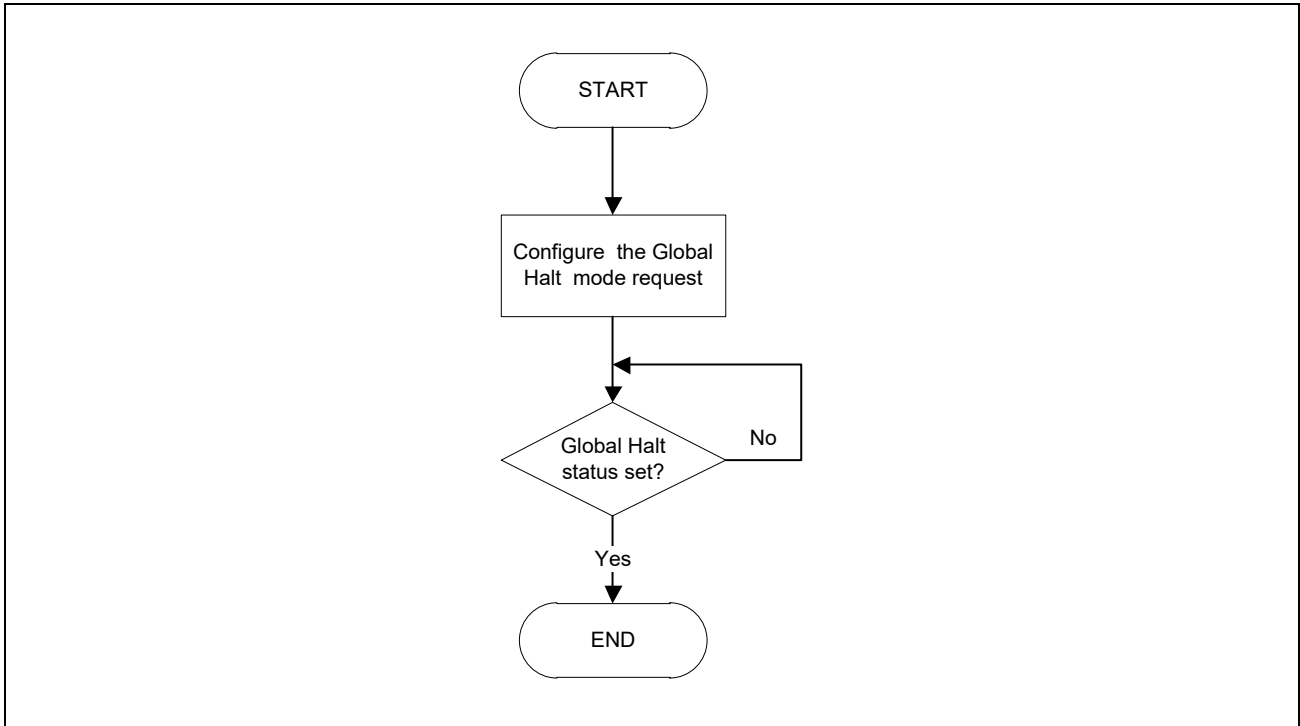 START
Configure the Global
Halt mode request
Global Halt
status set?
No
Yes
END